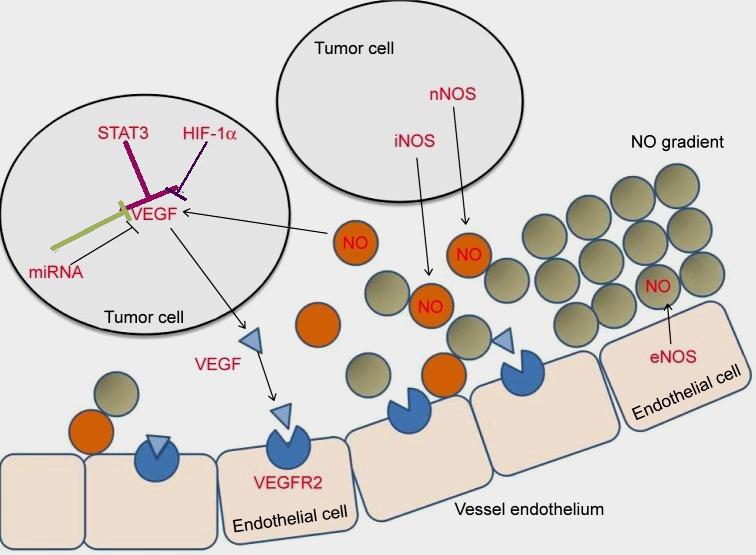 Tumor cell
nNOS
iNOS
STAT3
HIF-1α
NO gradient
VEGF
miRNA
NO
NO
NO
NO
Tumor cell
VEGF
eNOS
Endothelial cell
VEGFR2
Endothelial cell
Vessel endothelium